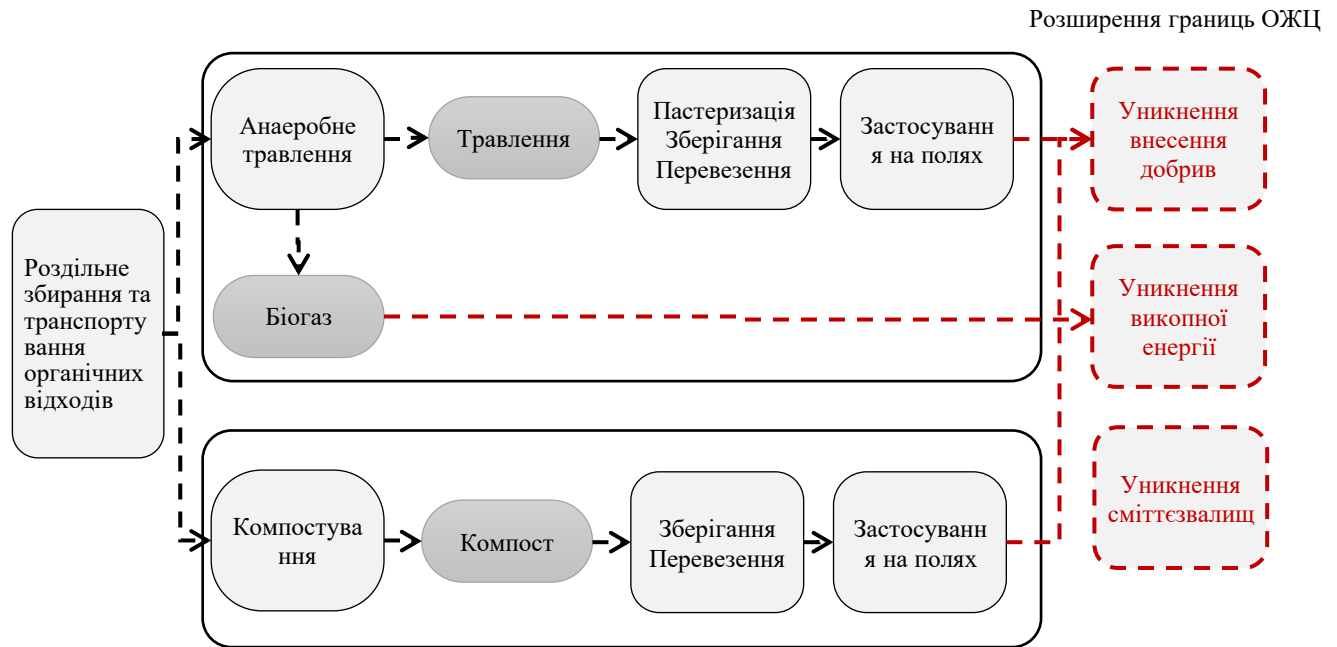 Розширення границь ОЖЦ
Роздільне
збирання та
транспорту
вання
органічних
відходів
Анаеробне
травлення
Травлення
Пастеризація
Зберігання
Перевезення
Застосуванн
я на полях
Уникнення
внесення
добрив
Біогаз
Уникнення
викопної
енергії
Компостува
ння
Компост
Зберігання
Перевезення
Застосуванн
я на полях
Уникнення
сміттєзвалищ